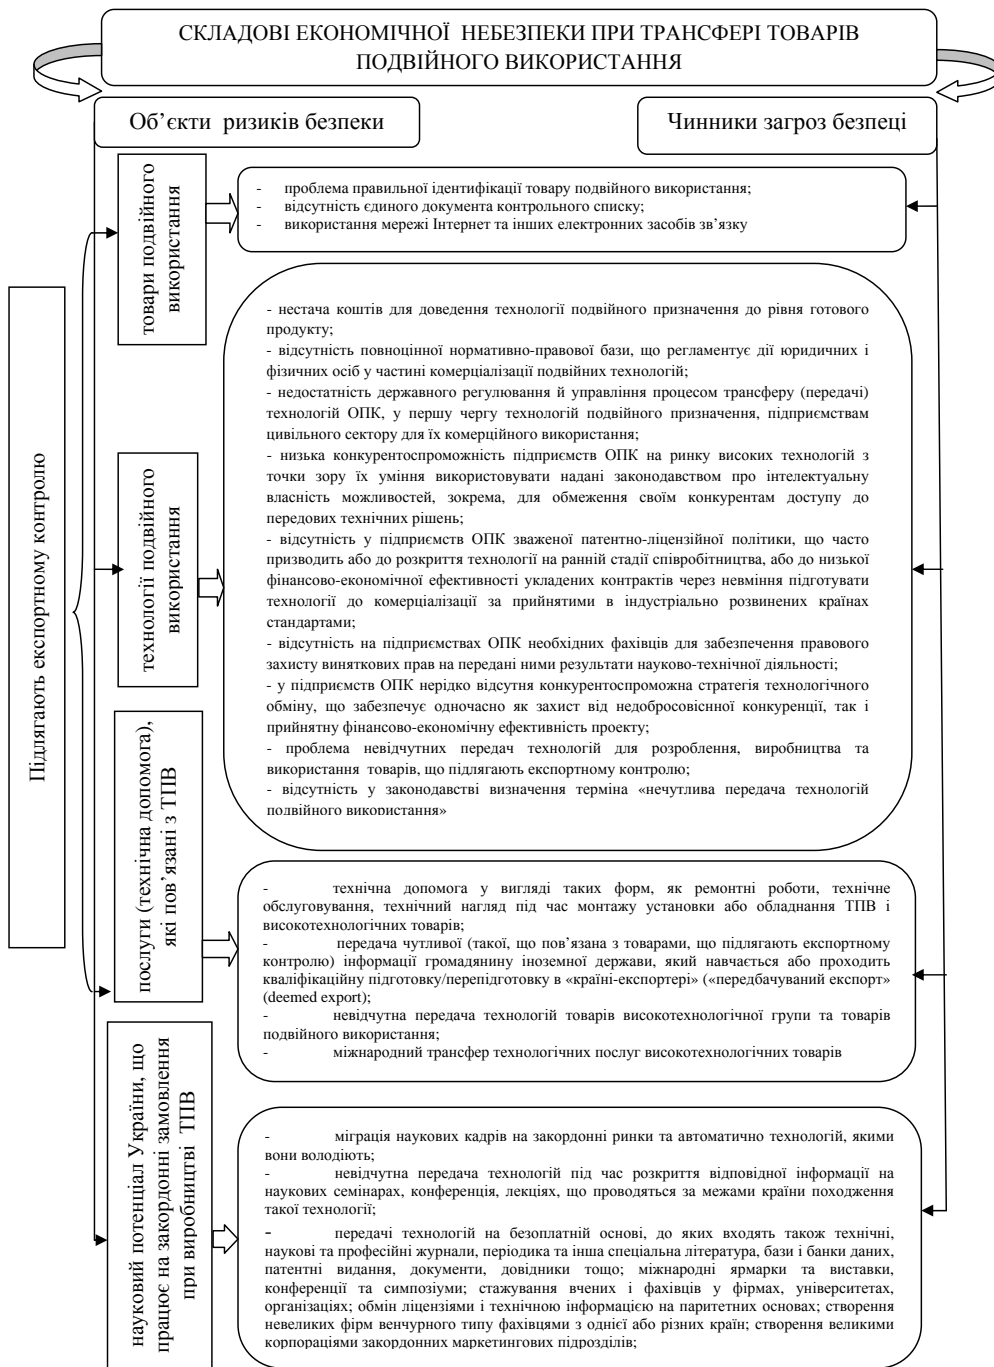 СКЛАДОВІ ЕКОНОМІЧНОЇ НЕБЕЗПЕКИ ПРИ ТРАНСФЕРІ ТОВАРІВ
ПОДВІЙНОГО ВИКОРИСТАННЯ
Об’єкти ризиків безпеки
Чинники загроз безпеці
Підлягають експортному контролю
товари подвійного
використання
- проблема правильної ідентифікації товару подвійного використання;
- відсутність єдиного документа контрольного списку;
- використання мережі Інтернет та інших електронних засобів зв’язку
технології подвійного
використання
- нестача коштів для доведення технології подвійного призначення до рівня готового
продукту;
- відсутність повноцінної нормативно-правової бази, що регламентує дії юридичних і
фізичних осіб у частині комерціалізації подвійних технологій;
- недостатність державного регулювання й управління процесом трансферу (передачі)
технологій ОПК, у першу чергу технологій подвійного призначення, підприємствам
цивільного сектору для їх комерційного використання;
- низька конкурентоспроможність підприємств ОПК на ринку високих технологій з
точки зору їх уміння використовувати надані законодавством про інтелектуальну
власність можливостей, зокрема, для обмеження своїм конкурентам доступу до
передових технічних рішень;
- відсутність у підприємств ОПК зваженої патентно-ліцензійної політики, що часто
призводить або до розкриття технології на ранній стадії співробітництва, або до низької
фінансово-економічної ефективності укладених контрактів через невміння підготувати
технології до комерціалізації за прийнятими в індустріально розвинених країнах
стандартами;
- відсутність на підприємствах ОПК необхідних фахівців для забезпечення правового
захисту виняткових прав на передані ними результати науково-технічної діяльності;
- у підприємств ОПК нерідко відсутня конкурентоспроможна стратегія технологічного
обміну, що забезпечує одночасно як захист від недобросовісної конкуренції, так і
прийнятну фінансово-економічну ефективність проекту;
- проблема невідчутних передач технологій для розроблення, виробництва та
використання товарів, що підлягають експортному контролю;
- відсутність у законодавстві визначення терміна «нечутлива передача технологій
подвійного використання»
послуги (технічна допомога),
які пов’язані з ТПВ
- технічна допомога у вигляді таких форм, як ремонтні роботи, технічне
обслуговування, технічний нагляд під час монтажу установки або обладнання ТПВ і
високотехнологічних товарів;
- передача чутливої (такої, що пов’язана з товарами, що підлягають експортному
контролю) інформації громадянину іноземної держави, який навчається або проходить
кваліфікаційну підготовку/перепідготовку в «країні-експортері» («передбачуваний експорт»
(deemed export);
- невідчутна передача технологій товарів високотехнологічної групи та товарів
подвійного використання;
- міжнародний трансфер технологічних послуг високотехнологічних товарів
науковий потенціал України, що
працює на закордонні замовлення
при виробництві ТПВ
- міграція наукових кадрів на закордонні ринки та автоматично технологій, якими
вони володіють;
- невідчутна передача технологій під час розкриття відповідної інформації на
наукових семінарах, конференція, лекціях, що проводяться за межами країни походження
такої технології;
- передачі технологій на безоплатній основі, до яких входять також технічні,
наукові та професійні журнали, періодика та інша спеціальна література, бази і банки даних,
патентні видання, документи, довідники тощо; міжнародні ярмарки та виставки,
конференції та симпозіуми; стажування вчених і фахівців у фірмах, університетах,
організаціях; обмін ліцензіями і технічною інформацією на паритетних основах; створення
невеликих фірм венчурного типу фахівцями з однієї або різних країн; створення великими
корпораціями закордонних маркетингових підрозділів;